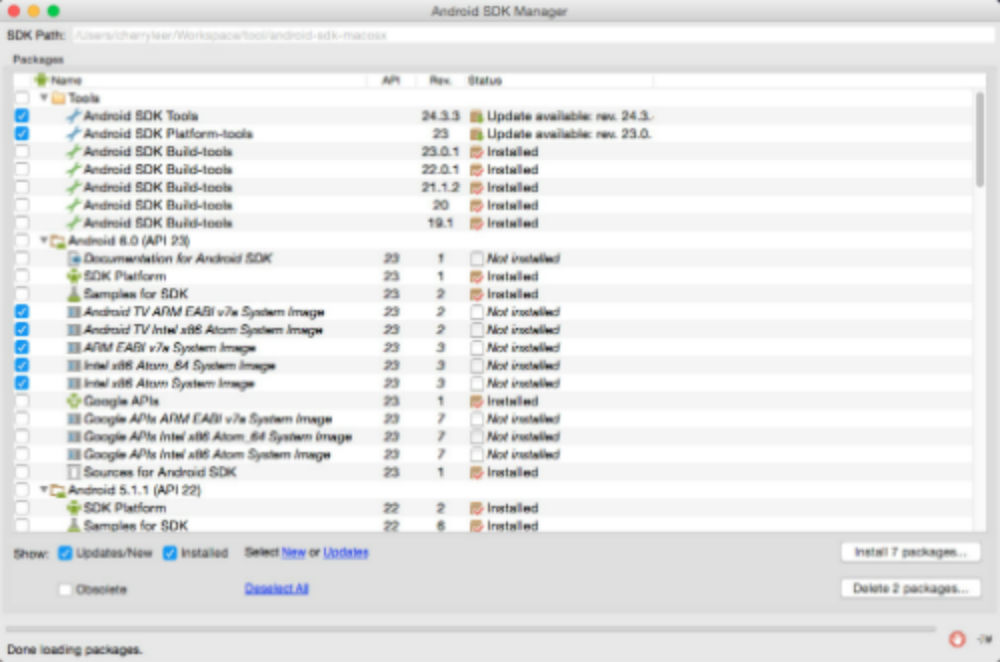 Android SDK Manager
SDK Path: /Users/cherryleer/Workspace/tool/android-sdk-macosx
Packages
Name API Rev. Status
Tools
Android SDK Tools 24.3.3 Update available: rev. 24.3.
Android SDK Platform-tools 23 Update available: rev. 23.0.
Android SDK Build-tools 23.0.1 Installed
Android SDK Build-tools 22.0.1 Installed
Android SDK Build-tools 21.1.2 Installed
Android SDK Build-tools 20 Installed
Android SDK Build-tools 19.1 Installed
Android 6.0 (API 23)
Documentation for Android SDK 23 1 Not installed
SDK Platform 23 1 Installed
Samples for SDK 23 2 Installed
Android TV ARM EABI v7a System Image 23 2 Not installed
Android TV Intel x86 Atom System Image 23 2 Not installed
ARM EABI v7a System Image 23 3 Not installed
Intel x86 Atom_64 System Image 23 3 Not installed
Intel x86 Atom System Image 23 3 Not installed
Google APIs 23 1 Installed
Google APIs ARM EABI v7a System Image 23 7 Not installed
Google APIs Intel x86 Atom_64 System Image 23 7 Not installed
Google APIs Intel x86 Atom System Image 23 7 Not installed
Sources for Android SDK 23 1 Installed
Android 5.1.1 (API 22)
SDK Platform 22 2 Installed
Samples for SDK 22 6 Installed
Show: Updates/New Installed Select New or Updates Install 7 packages...
Obsolete Deselect All Delete 2 packages...
Done loading packages.